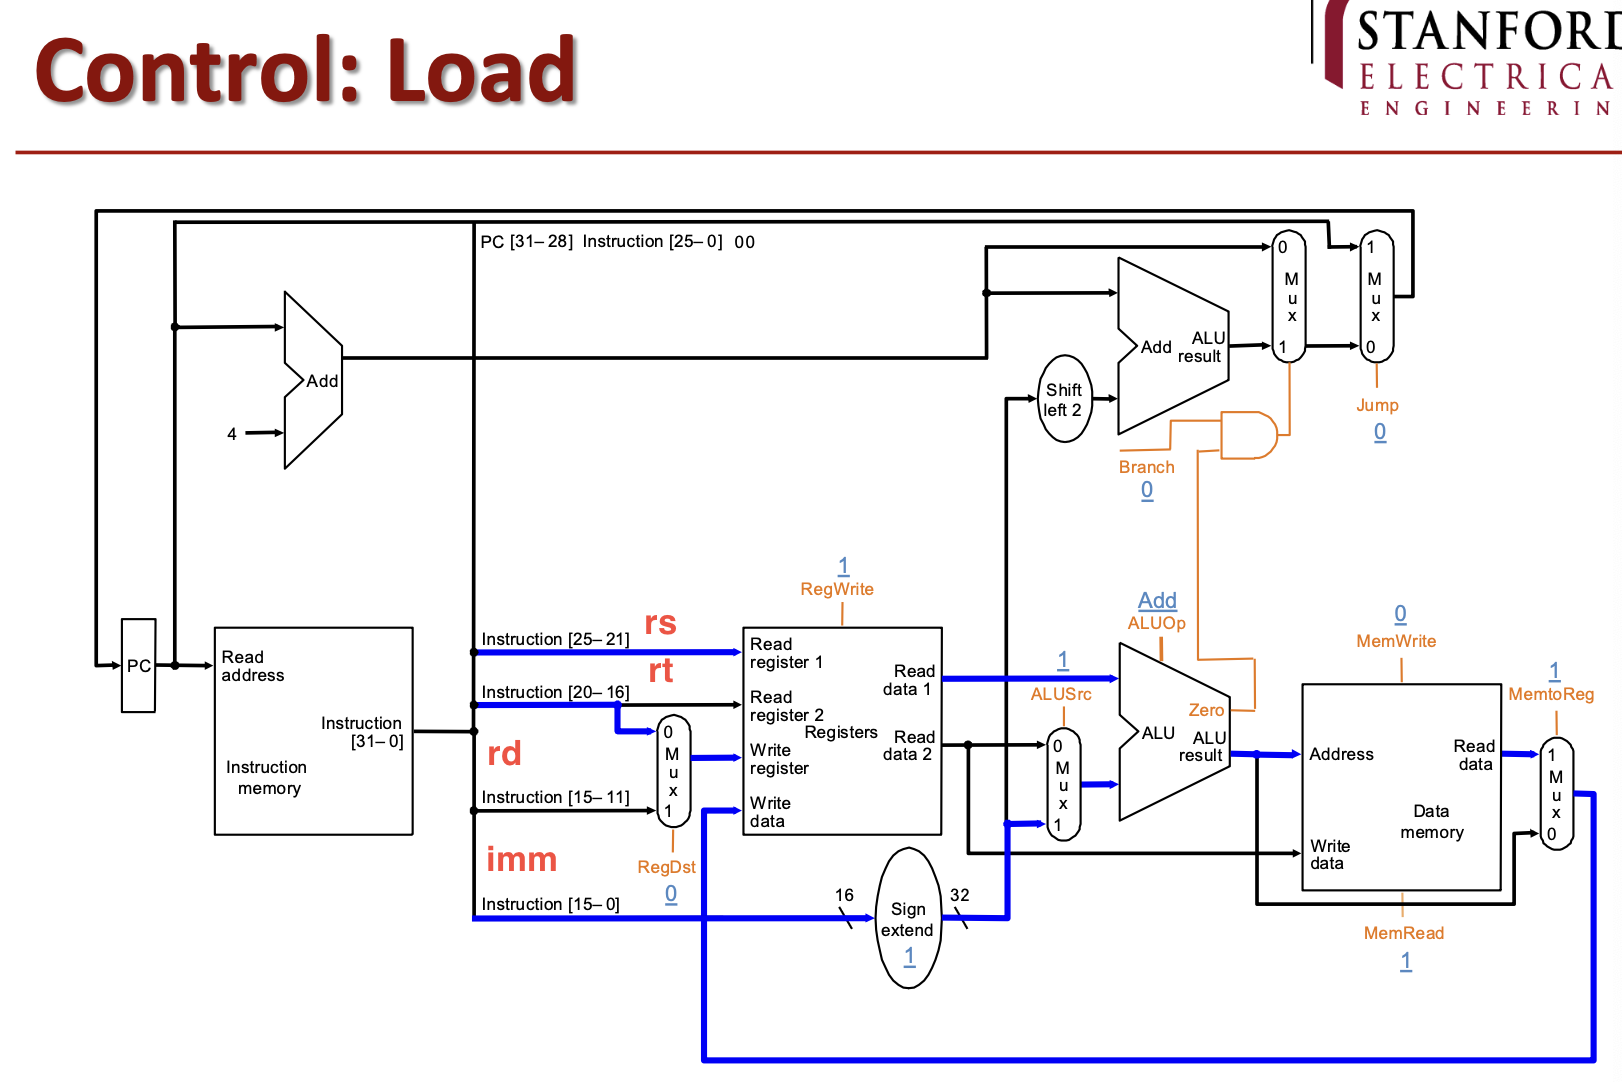 Control: Load
STANFORD
ELECTRICA
ENGINEERIN
PC [31–28] Instruction [25–0] 00
0
Mux
1
1
Mux
0
Add
4
Add
ALU
result
Shift
left 2
Jump
0
Branch
0
1
RegWrite
PC
Read
address
Instruction
[31–0]
Instruction
memory
rs
Instruction [25–21]
rt
Instruction [20–16]
rd
Instruction [15–11]
imm
Instruction [15–0]
0
Mux
1
RegDst
0
Read
register 1
Read
register 2
Registers
Write
register
Write
data
Read
data 1
Read
data 2
16
Sign
extend
1
32
1
ALUSrc
0
Mux
1
Add
ALUOp
Zero
ALU
ALU
result
0
MemWrite
Address
Read
data
Data
memory
Write
data
MemRead
1
1
MemtoReg
1
Mux
0